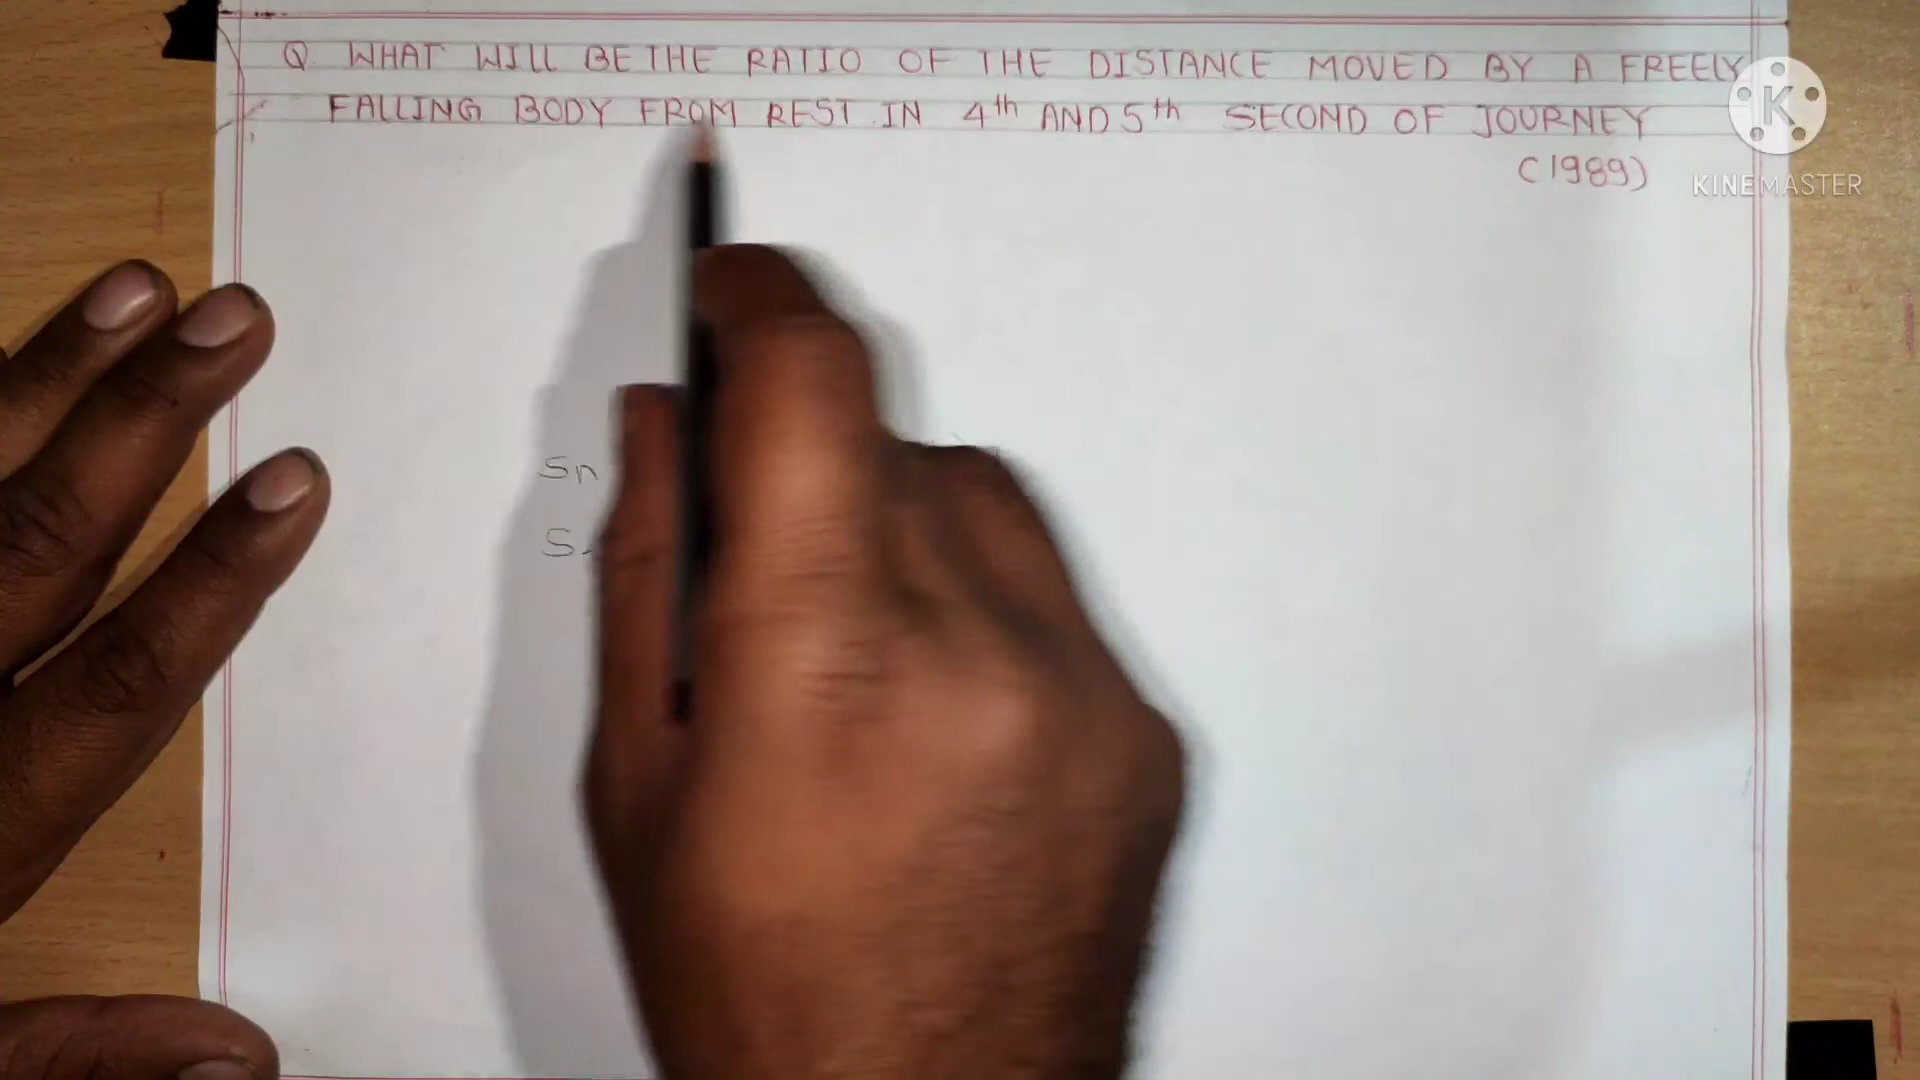 Q WHAT WILL BE THE RATIO OF THE DISTANCE MOVED BY A FREELY
FALLING BODY FROM REST IN 4th AND 5th SECOND OF JOURNEY
(1989)
K
KINEMASTER
Sn
S